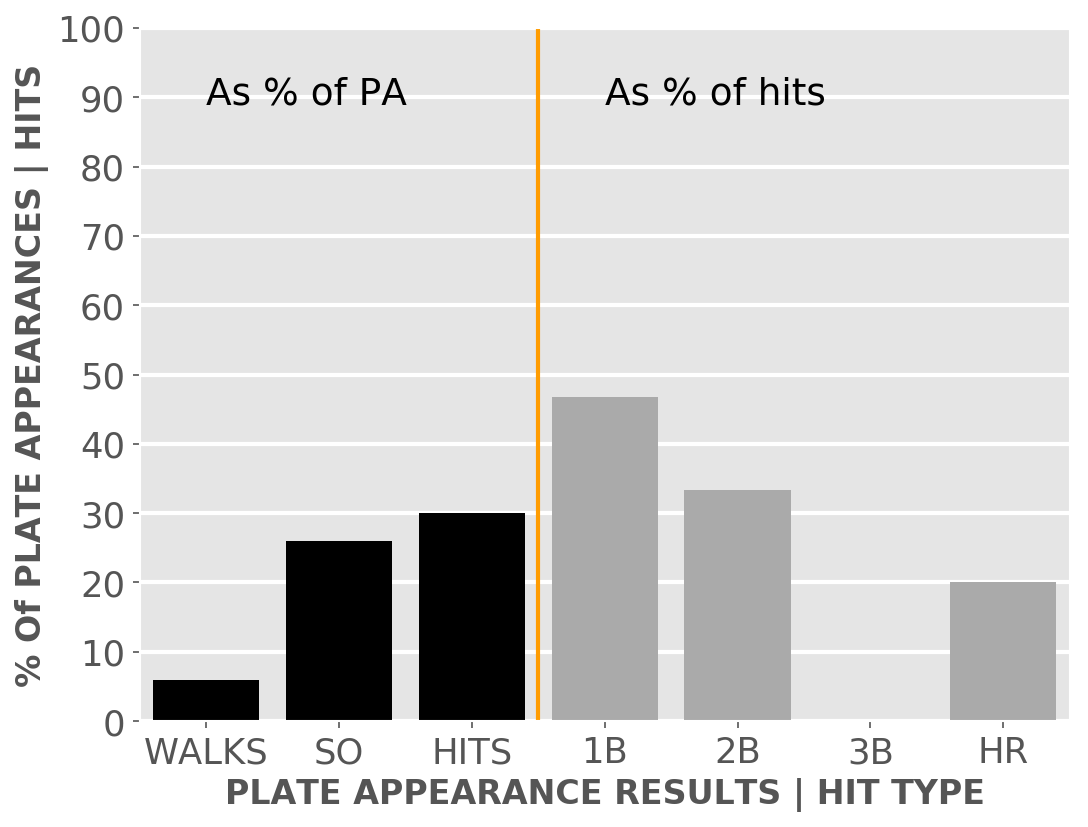 100
90
80
70
60
50
40
30
20
10
0
% Of PLATE APPEARANCES | HITS
As % of PA
As % of hits
WALKS SO HITS 1B 2B 3B HR
PLATE APPEARANCE RESULTS | HIT TYPE